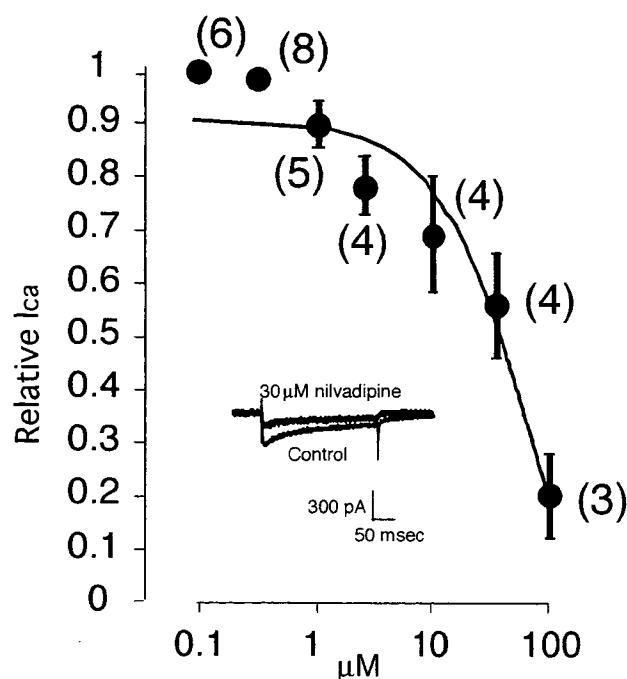 (6)
(8)
1
0.9
0.8
0.7
0.6
0.5
0.4
0.3
0.2
0.1
0
Relative Ica
(5)
(4)
(4)
(4)
(3)
30 μM nilvadipine
Control
300 pA
50 msec
0.1 1 10 100
μM